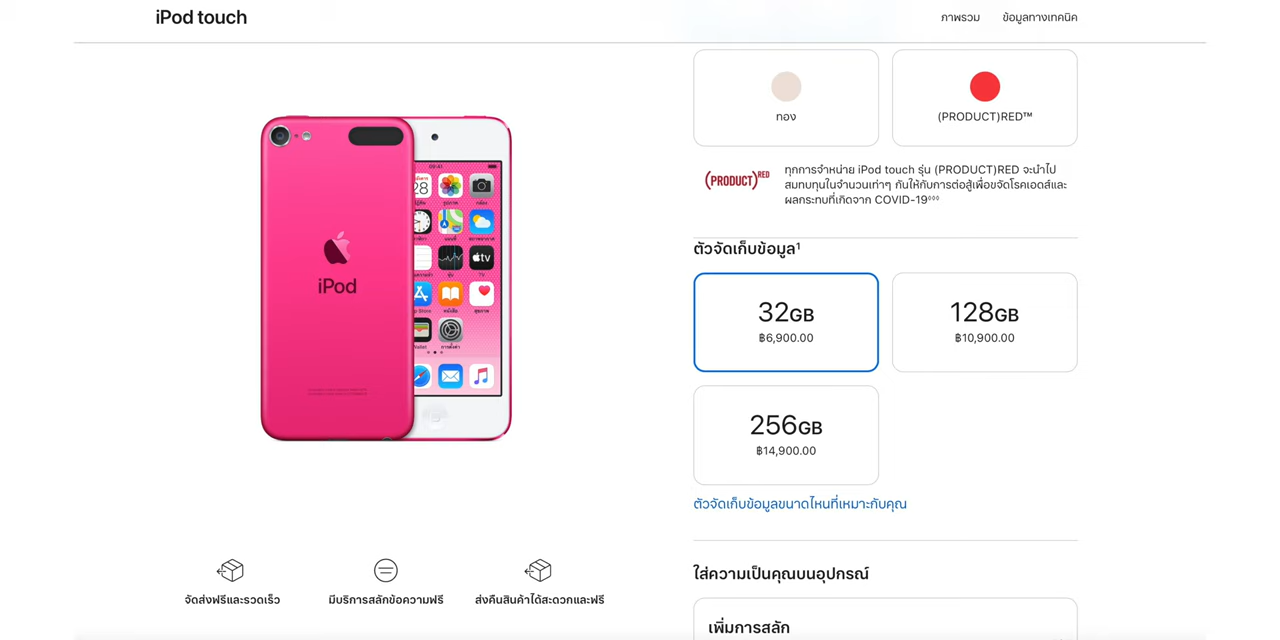 iPod touch
ภาพรวม
ข้อมูลทางเทคนิค
ทอง
(PRODUCT)RED™
(PRODUCT)RED
ทุกการจำหน่าย iPod touch รุ่น (PRODUCT)RED จะนำไป
สมทบทุนในจำนวนเท่าๆ กันให้กับการต่อสู้เพื่อขจัดโรคเอดส์และ
ผลกระทบที่เกิดจาก COVID-19◊◊◊
ตัวจัดเก็บข้อมูล¹
32GB
฿6,900.00
128GB
฿10,900.00
256GB
฿14,900.00
ตัวจัดเก็บข้อมูลขนาดไหนที่เหมาะกับคุณ
ใส่ความเป็นคุณบนอุปกรณ์
เพิ่มการสลัก
iPod
09:41
28
tv
จัดส่งฟรีและรวดเร็ว
มีบริการสลักข้อความฟรี
ส่งคืนสินค้าได้สะดวกและฟรี